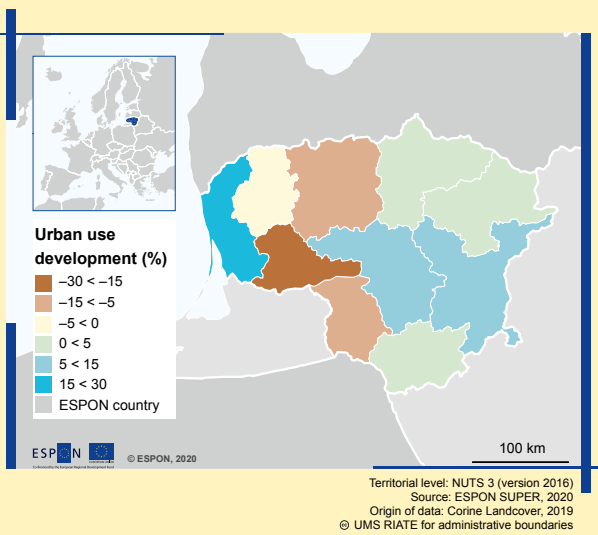 Urban use
development (%)
–30 < –15
–15 < –5
–5 < 0
0 < 5
5 < 15
15 < 30
ESPON country
ESPON
© ESPON, 2020
100 km
Territorial level: NUTS 3 (version 2016)
Source: ESPON SUPER, 2020
Origin of data: Corine Landcover, 2019
© UMS RIATE for administrative boundaries